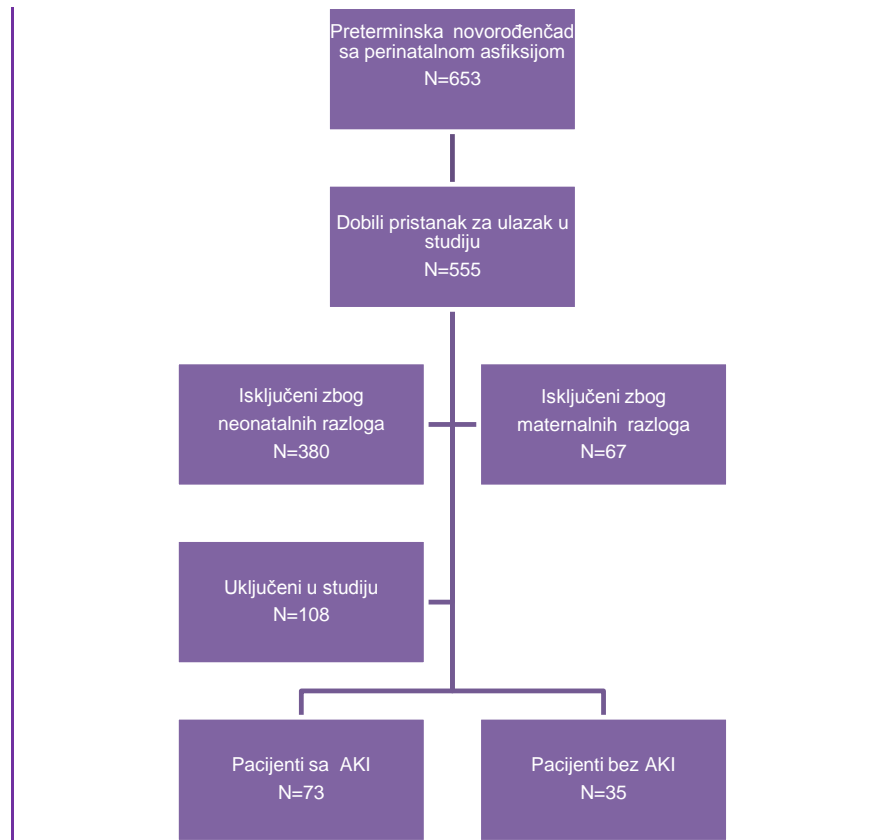 Preterminska novorođenčad
sa perinatalnom asfiksijom
N=653
Dobili pristanak za ulazak u
studiju
N=555
Isključeni zbog
neonatalnih razloga
N=380
Isključeni zbog
maternalnih razloga
N=67
Uključeni u studiju
N=108
Pacijenti sa AKI
N=73
Pacijenti bez AKI
N=35